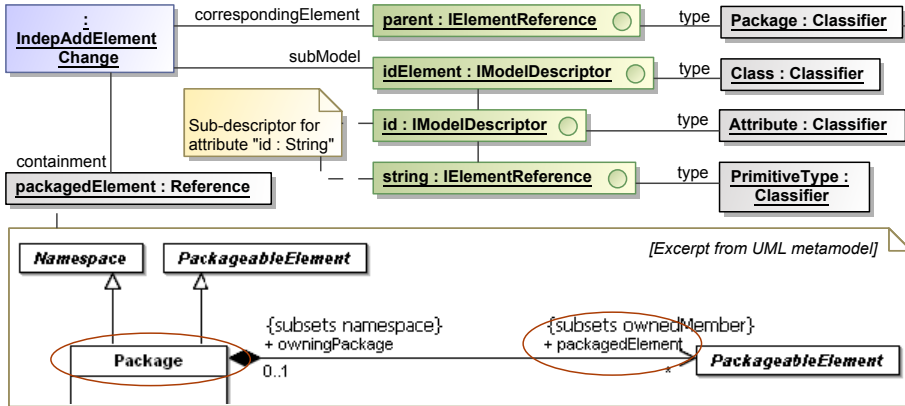 correspondingElement
parent : IElementReference
type
Package : Classifier
:
IndepAddElement
Change
subModel
idElement : IModelDescriptor
type
Class : Classifier
Sub-descriptor for
attribute "id : String"
id : IModelDescriptor
type
Attribute : Classifier
containment
packagedElement : Reference
string : IElementReference
type
PrimitiveType :
Classifier
[Excerpt from UML metamodel]
Namespace
PackageableElement
{subsets namespace}
+ owningPackage
0..1
{subsets ownedMember}
+ packagedElement
*
Package
PackageableElement